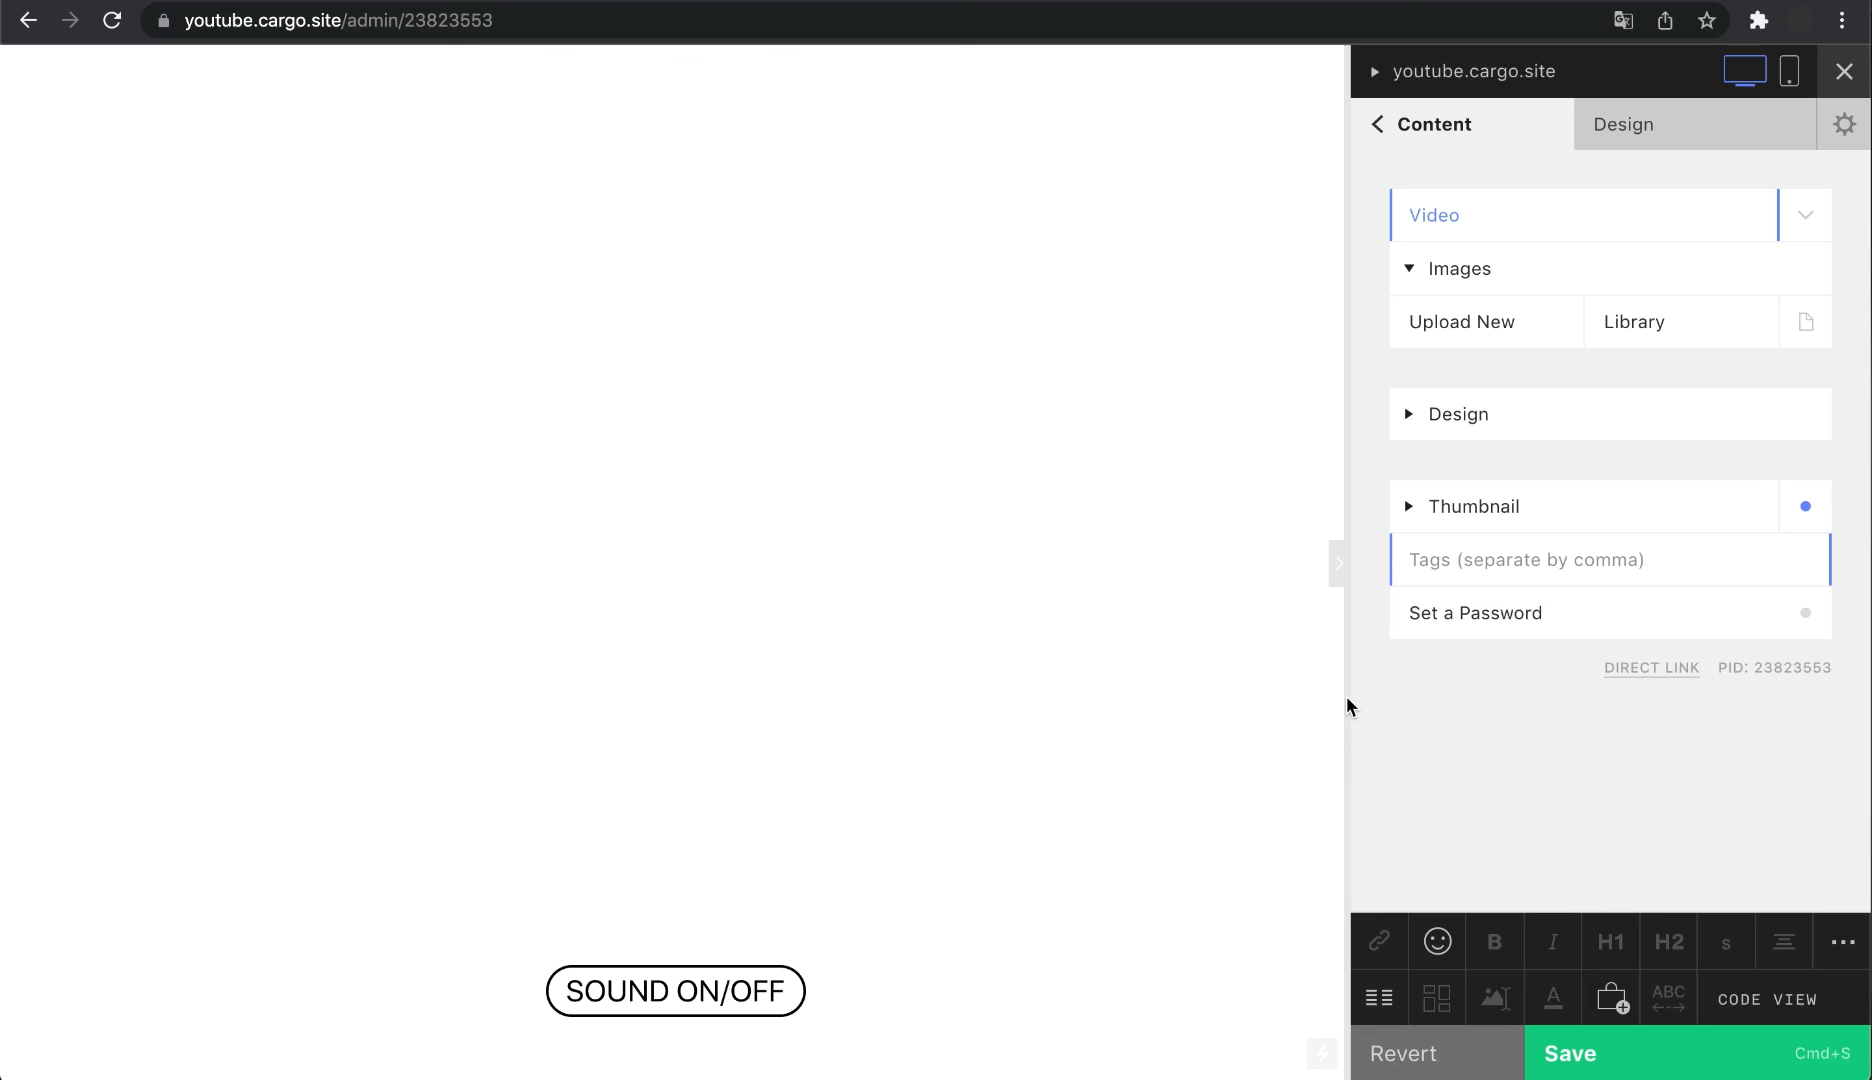 youtube.cargo.site/admin/23823553
youtube.cargo.site
Content
Design
Video
Images
Upload New
Library
Design
Thumbnail
Tags (separate by comma)
Set a Password
DIRECT LINK
PID: 23823553
SOUND ON/OFF
B
I
H1
H2
s
A
ABC
CODE VIEW
Revert
Save
Cmd+S